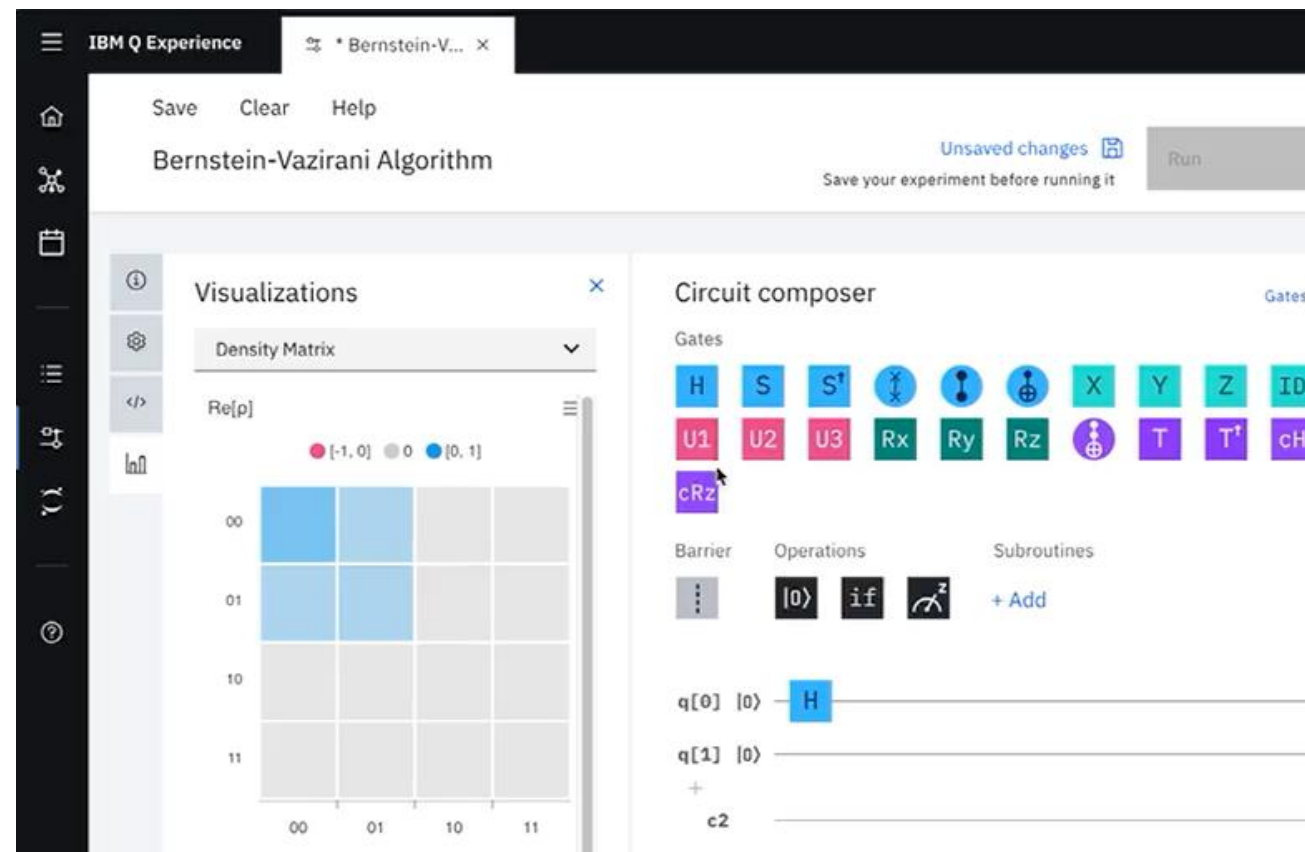 IBM Q Experience
* Bernstein-V... ×
Save Clear Help
Bernstein-Vazirani Algorithm
Unsaved changes
Save your experiment before running it
Run
Visualizations
Density Matrix
Re[ρ]
[-1, 0] 0 [0, 1]
00
01
10
11
00 01 10 11
Circuit composer
Gates
Gates
H S S† X Y Z ID
U1 U2 U3 Rx Ry Rz T T† cH
cRz
Barrier Operations Subroutines
|0⟩ if z + Add
q[0] |0⟩ H
q[1] |0⟩
+
c2